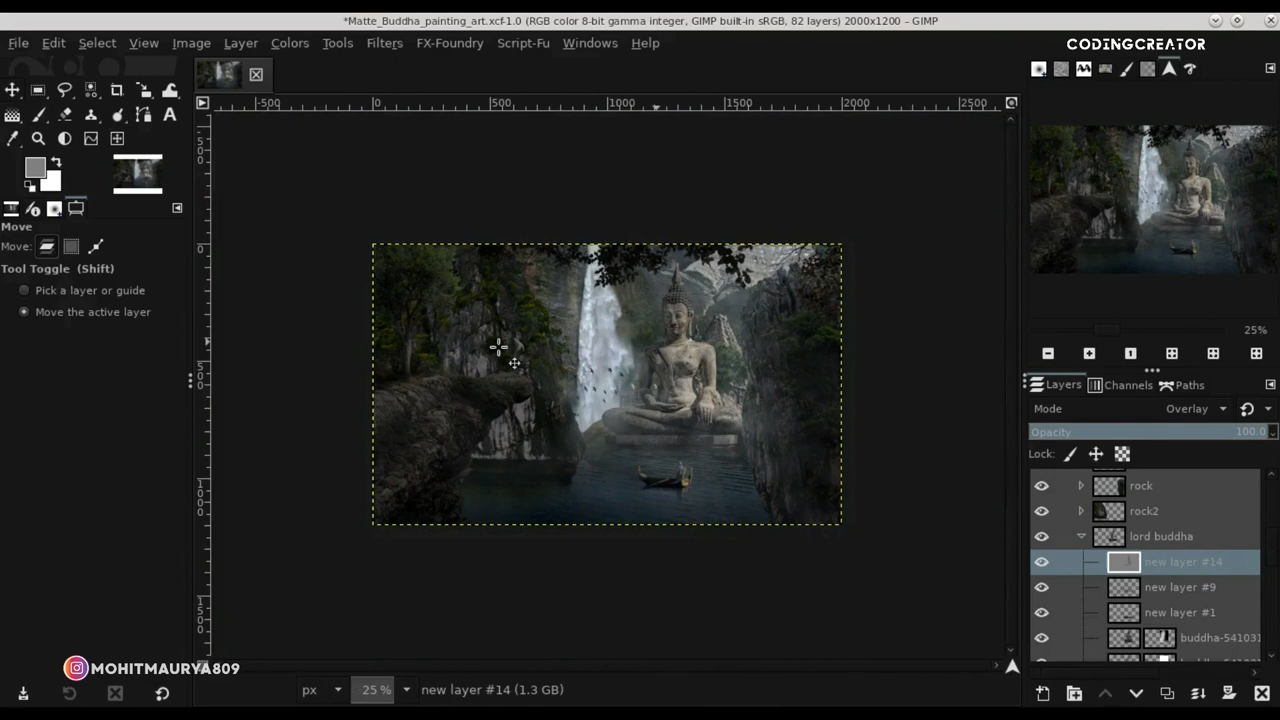 *Matte_Buddha_painting_art.xcf-1.0 (RGB color 8-bit gamma integer, GIMP built-in sRGB, 82 layers) 2000x1200 – GIMP
File Edit Select View Image Layer Colors Tools Filters FX-Foundry Script-Fu Windows Help
CODINGCREATOR
-500 0 500 1000 1500 2000 2500
Move
Move:
Tool Toggle (Shift)
Pick a layer or guide
Move the active layer
0
500
1000
1500
25%
Layers Channels Paths
Mode Overlay
Opacity 100.0
Lock:
rock
rock2
lord buddha
new layer #14
new layer #9
new layer #1
buddha-541031
MOHITMAURYA809
px 25 % new layer #14 (1.3 GB)